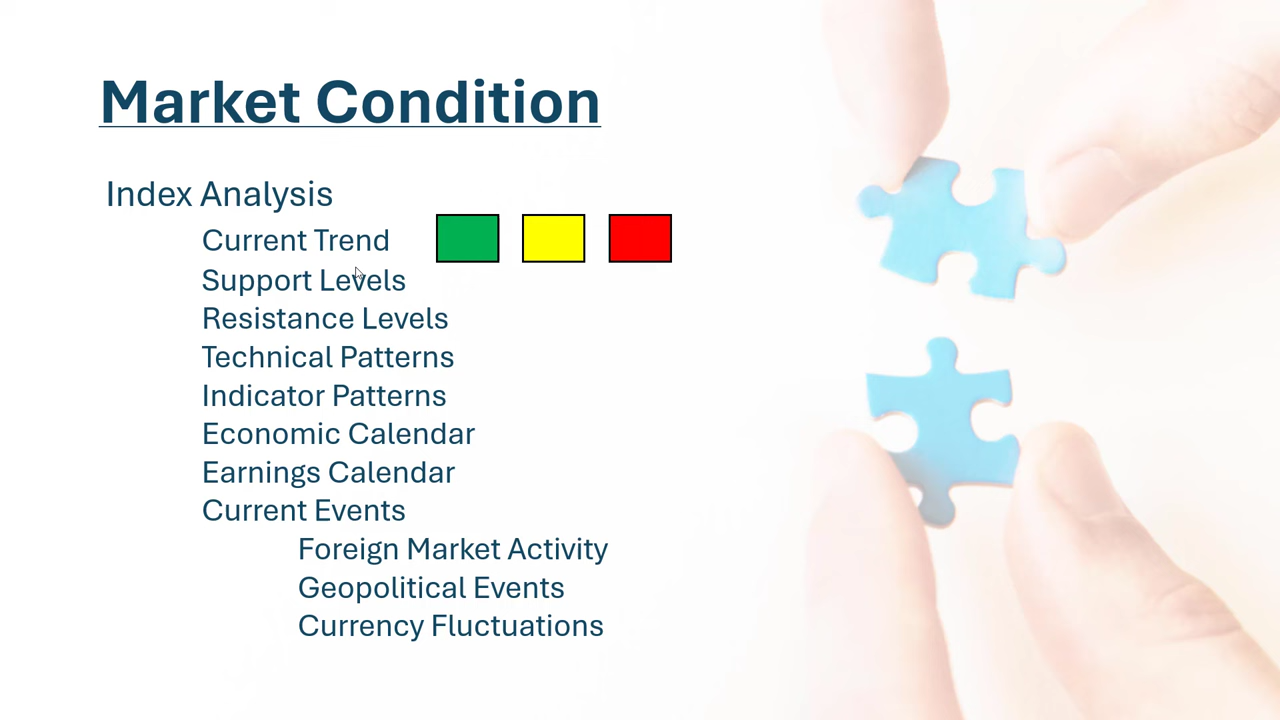 Market Condition
Index Analysis
Current Trend
Support Levels
Resistance Levels
Technical Patterns
Indicator Patterns
Economic Calendar
Earnings Calendar
Current Events
Foreign Market Activity
Geopolitical Events
Currency Fluctuations